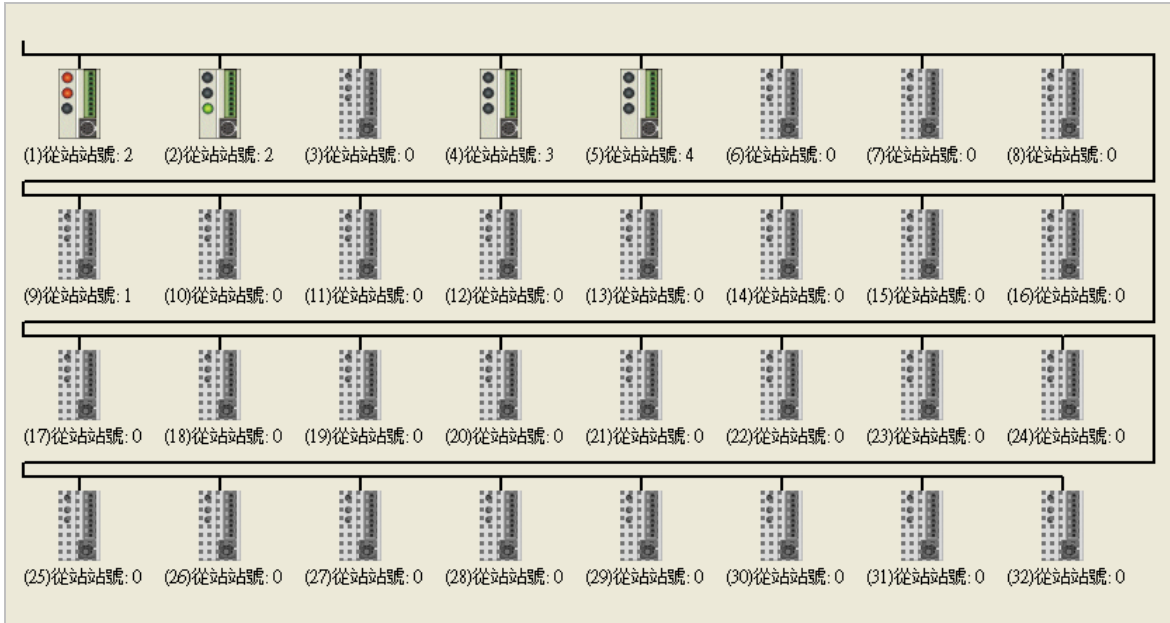 (1)從站站號: 2 (2)從站站號: 2 (3)從站站號: 0 (4)從站站號: 3 (5)從站站號: 4 (6)從站站號: 0 (7)從站站號: 0 (8)從站站號: 0
(9)從站站號: 1 (10)從站站號: 0 (11)從站站號: 0 (12)從站站號: 0 (13)從站站號: 0 (14)從站站號: 0 (15)從站站號: 0 (16)從站站號: 0
(17)從站站號: 0 (18)從站站號: 0 (19)從站站號: 0 (20)從站站號: 0 (21)從站站號: 0 (22)從站站號: 0 (23)從站站號: 0 (24)從站站號: 0
(25)從站站號: 0 (26)從站站號: 0 (27)從站站號: 0 (28)從站站號: 0 (29)從站站號: 0 (30)從站站號: 0 (31)從站站號: 0 (32)從站站號: 0